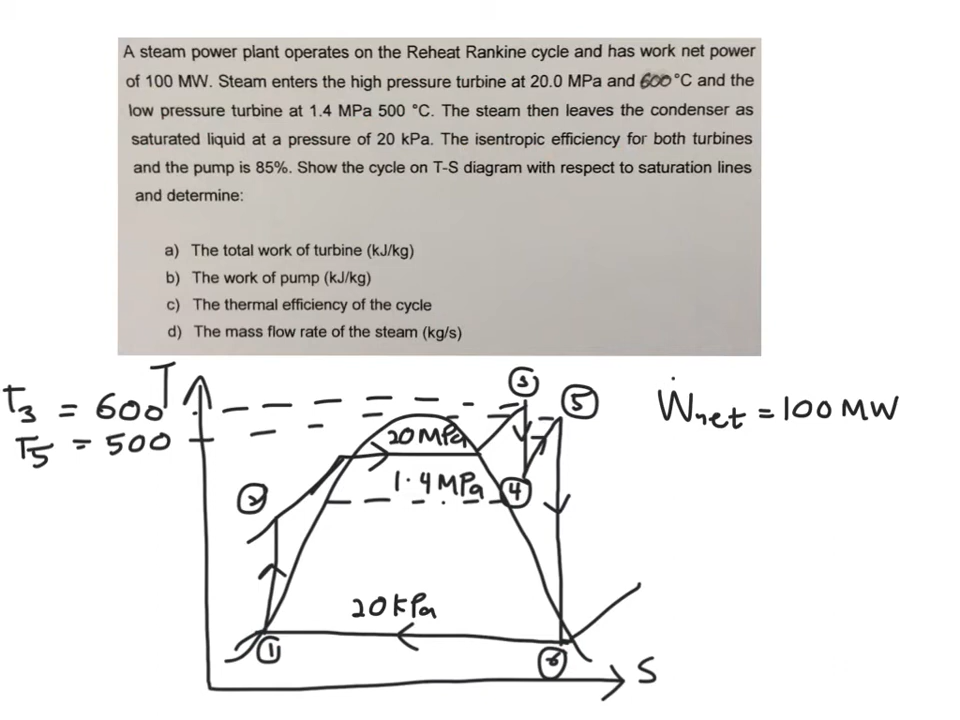 A steam power plant operates on the Reheat Rankine cycle and has work net power
of 100 MW. Steam enters the high pressure turbine at 20.0 MPa and 600 °C and the
low pressure turbine at 1.4 MPa 500 °C. The steam then leaves the condenser as
saturated liquid at a pressure of 20 kPa. The isentropic efficiency for both turbines
and the pump is 85%. Show the cycle on T-S diagram with respect to saturation lines
and determine:
a) The total work of turbine (kJ/kg)
b) The work of pump (kJ/kg)
c) The thermal efficiency of the cycle
d) The mass flow rate of the steam (kg/s)
T
T3 = 600
T5 = 500
3
5
Ẇnet = 100 MW
20 MPa
2
1.4 MPa
4
20 kPa
1
6
S